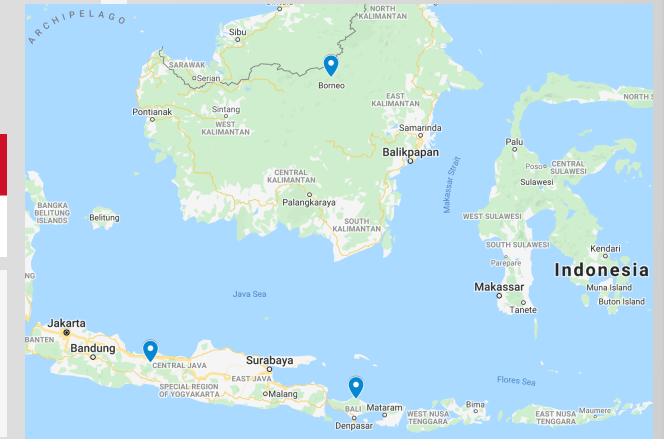 NORTH
KALIMANTAN
ARCHIPELAGO
Sibu
SARAWAK
Serian
Borneo
EAST
KALIMANTAN
NORTH S
Pontianak
Sintang
WEST
KALIMANTAN
Samarinda
Balikpapan
Palu
Poso
CENTRAL
SULAWESI
Sulawesi
Makassar Strait
CENTRAL
KALIMANTAN
Palangkaraya
BANGKA
BELITUNG
ISLANDS
Belitung
SOUTH
KALIMANTAN
WEST SULAWESI
SOUTH SULAWESI
Kendari
Parepare
Indonesia
NG
Makassar
Muna Island
Buton Island
Tanete
Java Sea
Jakarta
BANTEN
Bandung
CENTRAL JAVA
Surabaya
EAST JAVA
SPECIAL REGION
OF YOGYAKARTA
Malang
Flores Sea
BALI
Mataram
Denpasar
WEST NUSA
TENGGARA
Bima
EAST NUSA
TENGGARA
Maumere